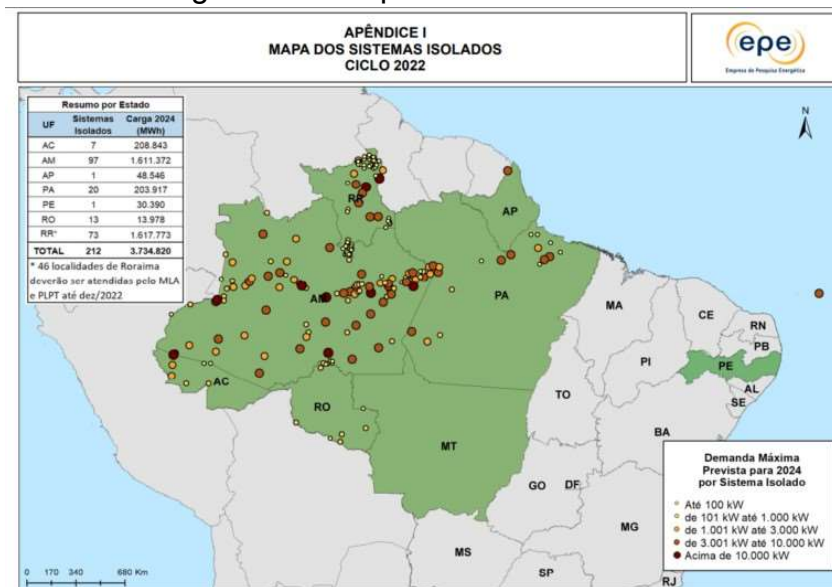 APÊNDICE I
MAPA DOS SISTEMAS ISOLADOS
CICLO 2022
epe
Empresa de Pesquisa Energética
Resumo por Estado
UF Sistemas Isolados Carga 2024 (MWh)
AC 7 208.843
AM 97 1.611.372
AP 1 48.546
PA 20 203.917
PE 1 30.390
RO 13 13.978
RR* 73 1.617.773
TOTAL 212 3.734.820
* 46 localidades de Roraima
deverão ser atendidas pelo MLA
e PLPT até dez/2022
N
RR
AP
AM
PA
MA
CE
RN
PB
PI
PE
AC
AL
SE
TO
RO
BA
MT
GO
DF
MG
MS
SP
RJ
Demanda Máxima
Prevista para 2024
por Sistema Isolado
Até 100 kW
de 101 kW até 1.000 kW
de 1.001 kW até 3.000 kW
de 3.001 kW até 10.000 kW
Acima de 10.000 kW
0 170 340 680 Km